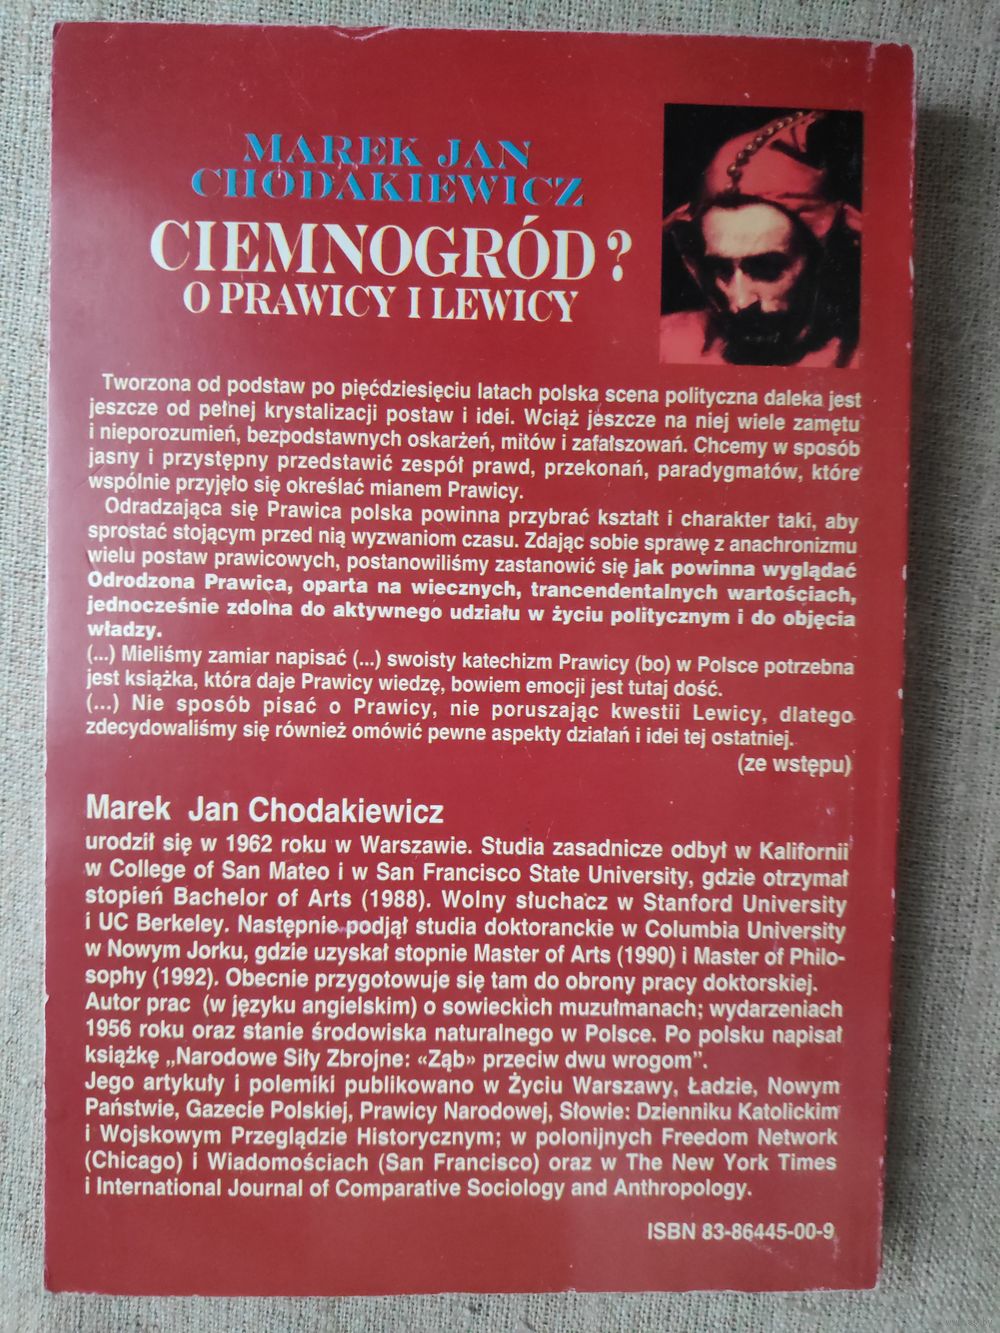 MAREK JAN
CHODAKIEWICZ
CIEMNOGRÓD?
O PRAWICY I LEWICY
Tworzona od podstaw po pięćdziesięciu latach polska scena polityczna daleka jest
jeszcze od pełnej krystalizacji postaw i idei. Wciąż jeszcze na niej wiele zamętu
i nieporozumień, bezpodstawnych oskarżeń, mitów i zafałszowań. Chcemy w sposób
jasny i przystępny przedstawić zespół prawd, przekonań, paradygmatów, które
wspólnie przyjęło się określać mianem Prawicy.
Odradzająca się Prawica polska powinna przybrać kształt i charakter taki, aby
sprostać stojącym przed nią wyzwaniom czasu. Zdając sobie sprawę z anachronizmu
wielu postaw prawicowych, postanowiliśmy zastanowić się jak powinna wyglądać
Odrodzona Prawica, oparta na wiecznych, trancendentalnych wartościach,
jednocześnie zdolna do aktywnego udziału w życiu politycznym i do objęcia
władzy.
(...) Mieliśmy zamiar napisać (...) swoisty katechizm Prawicy (bo) w Polsce potrzebna
jest książka, która daje Prawicy wiedzę, bowiem emocji jest tutaj dość.
(...) Nie sposób pisać o Prawicy, nie poruszając kwestii Lewicy, dlatego
zdecydowaliśmy się również omówić pewne aspekty działań i idei tej ostatniej.
(ze wstępu)
Marek Jan Chodakiewicz
urodził się w 1962 roku w Warszawie. Studia zasadnicze odbył w Kalifornii
w College of San Mateo i w San Francisco State University, gdzie otrzymał
stopień Bachelor of Arts (1988). Wolny słuchacz w Stanford University
i UC Berkeley. Następnie podjął studia doktoranckie w Columbia University
w Nowym Jorku, gdzie uzyskał stopnie Master of Arts (1990) i Master of Philo-
sophy (1992). Obecnie przygotowuje się tam do obrony pracy doktorskiej.
Autor prac (w języku angielskim) o sowieckich muzułmanach; wydarzeniach
1956 roku oraz stanie środowiska naturalnego w Polsce. Po polsku napisał
książkę „Narodowe Siły Zbrojne: «Ząb» przeciw dwu wrogom”.
Jego artykuły i polemiki publikowano w Życiu Warszawy, Ładzie, Nowym
Państwie, Gazecie Polskiej, Prawicy Narodowej, Słowie: Dzienniku Katolickim
i Wojskowym Przeglądzie Historycznym; w polonijnych Freedom Network
(Chicago) i Wiadomościach (San Francisco) oraz w The New York Times
i International Journal of Comparative Sociology and Anthropology.
ISBN 83-86445-00-9